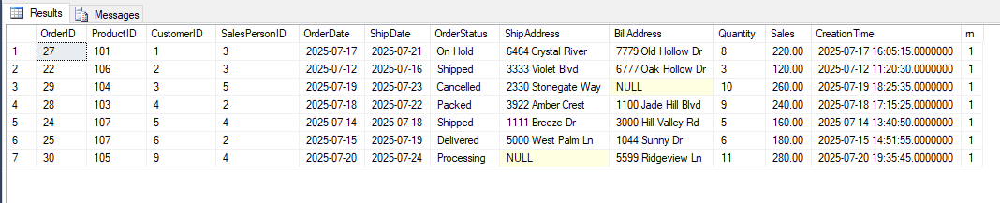 Results Messages
OrderID ProductID CustomerID SalesPersonID OrderDate ShipDate OrderStatus ShipAddress BillAddress Quantity Sales CreationTime rn
1 27 101 1 3 2025-07-17 2025-07-21 On Hold 6464 Crystal River 7779 Old Hollow Dr 8 220.00 2025-07-17 16:05:15.0000000 1
2 22 106 2 3 2025-07-12 2025-07-16 Shipped 3333 Violet Blvd 6777 Oak Hollow Dr 3 120.00 2025-07-12 11:20:30.0000000 1
3 29 104 3 5 2025-07-19 2025-07-23 Cancelled 2330 Stonegate Way NULL 10 260.00 2025-07-19 18:25:35.0000000 1
4 28 103 4 2 2025-07-18 2025-07-22 Packed 3922 Amber Crest 1100 Jade Hill Blvd 9 240.00 2025-07-18 17:15:25.0000000 1
5 24 107 5 4 2025-07-14 2025-07-18 Shipped 1111 Breeze Dr 3000 Hill Valley Rd 5 160.00 2025-07-14 13:40:50.0000000 1
6 25 107 6 2 2025-07-15 2025-07-19 Delivered 5000 West Palm Ln 1044 Sunny Dr 6 180.00 2025-07-15 14:51:55.0000000 1
7 30 105 9 4 2025-07-20 2025-07-24 Processing NULL 5599 Ridgeview Ln 11 280.00 2025-07-20 19:35:45.0000000 1